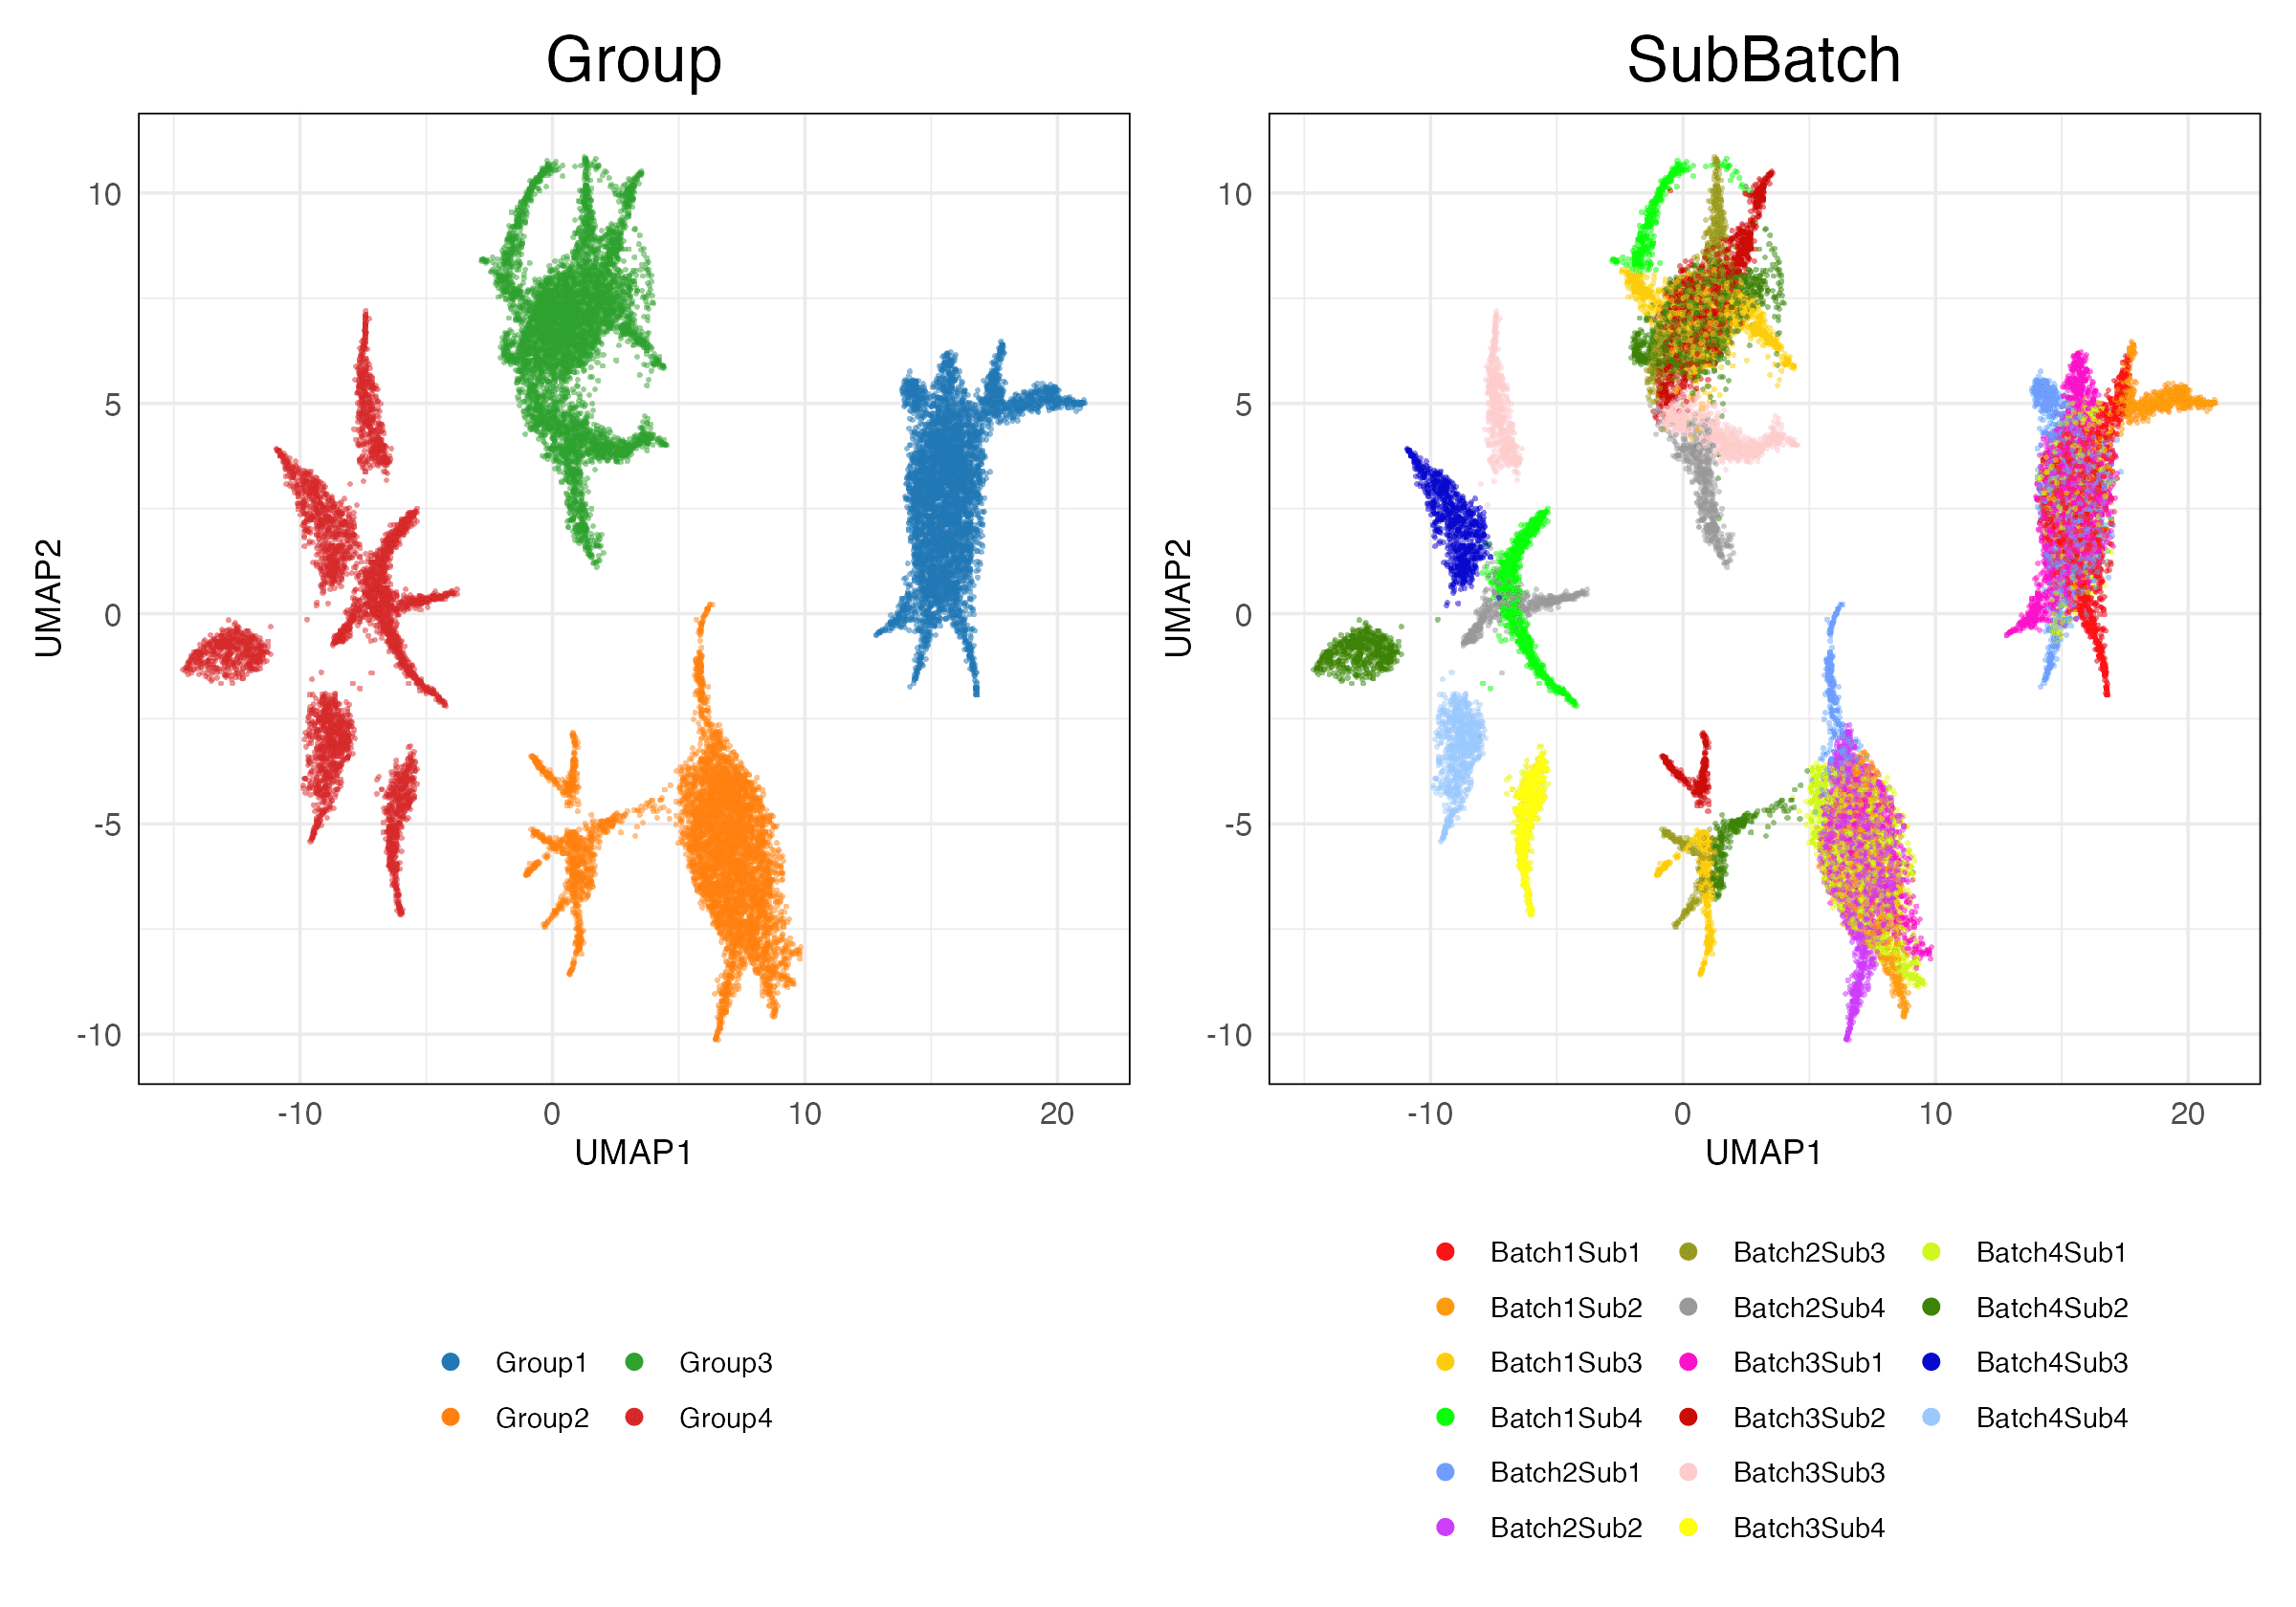 Group
SubBatch
10
5
0
-5
-10
UMAP2
-10 0 10 20
UMAP1
10
5
0
-5
-10
UMAP2
-10 0 10 20
UMAP1
Group1 Group3
Group2 Group4
Batch1Sub1 Batch2Sub3 Batch4Sub1
Batch1Sub2 Batch2Sub4 Batch4Sub2
Batch1Sub3 Batch3Sub1 Batch4Sub3
Batch1Sub4 Batch3Sub2 Batch4Sub4
Batch2Sub1 Batch3Sub3
Batch2Sub2 Batch3Sub4